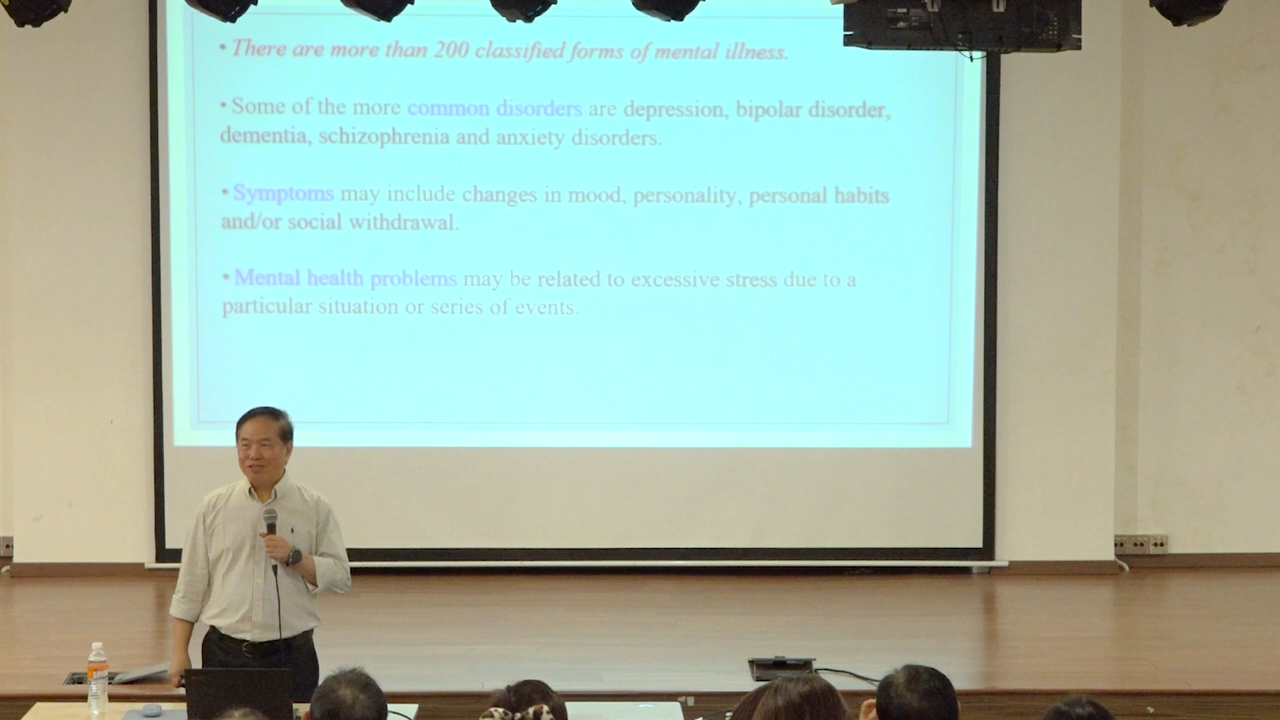 • There are more than 200 classified forms of mental illness.
• Some of the more common disorders are depression, bipolar disorder,
dementia, schizophrenia and anxiety disorders.
• Symptoms may include changes in mood, personality, personal habits
and/or social withdrawal.
• Mental health problems may be related to excessive stress due to a
particular situation or series of events.